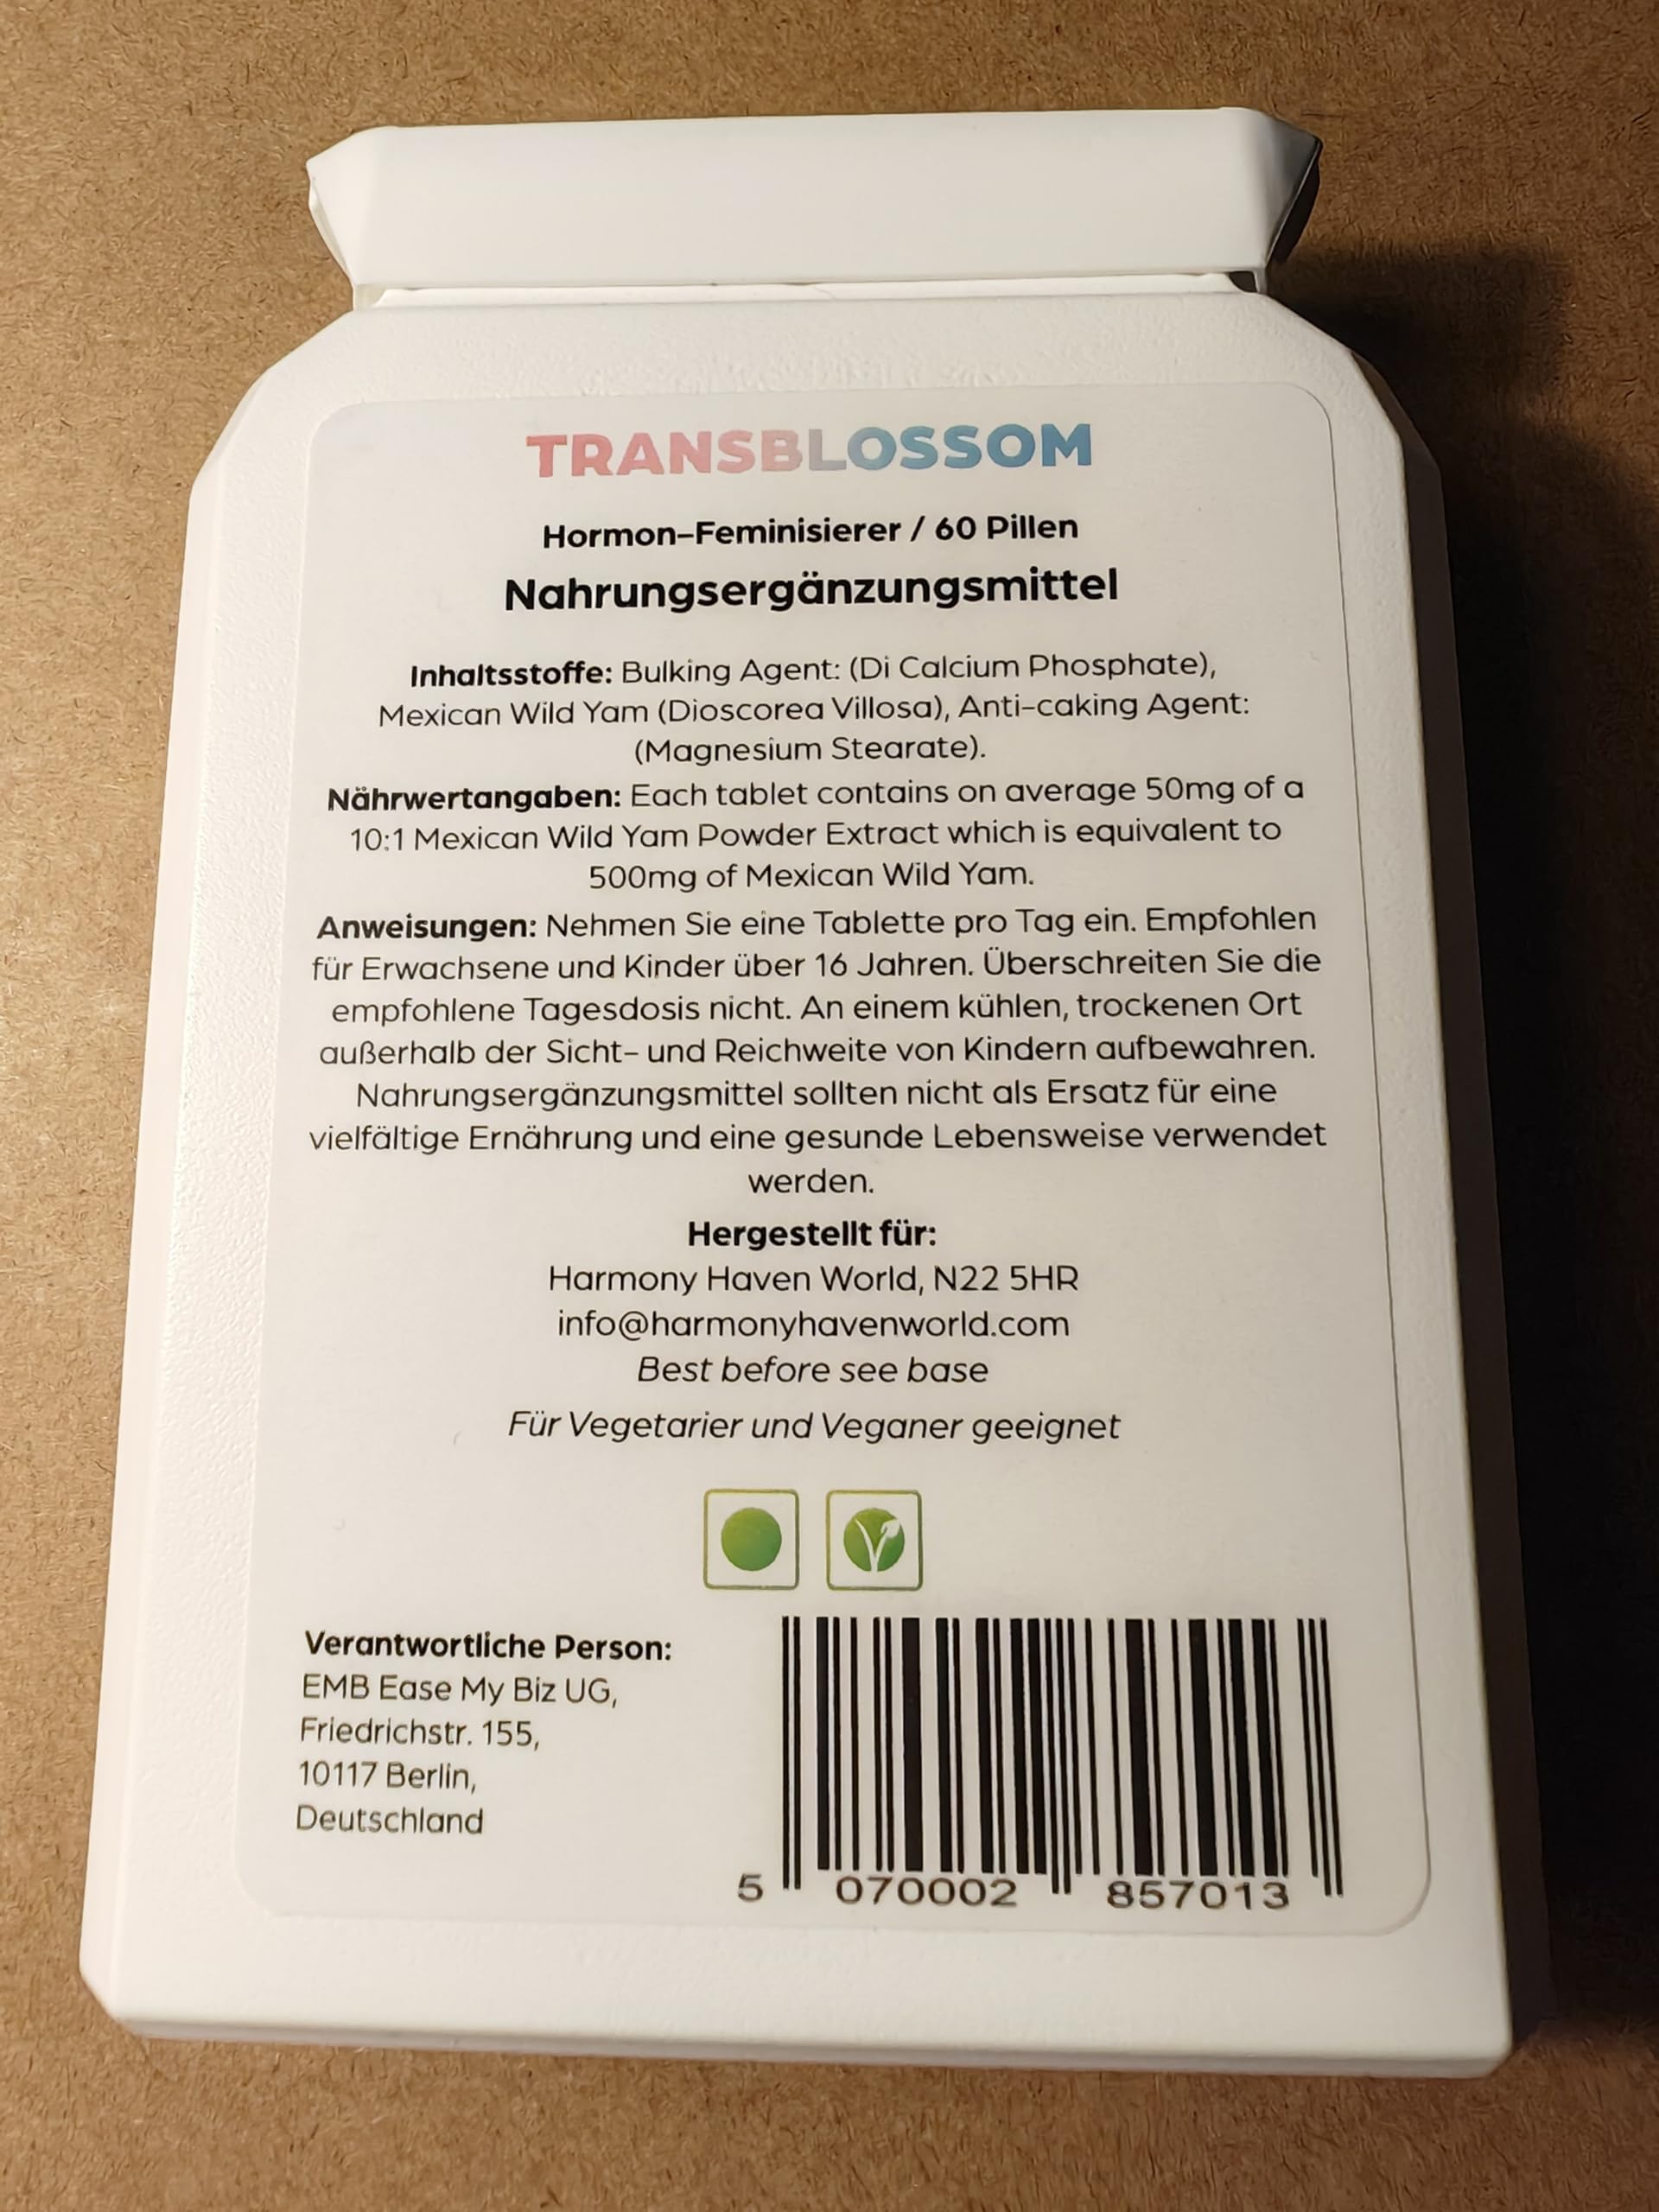 TRANSBLOSSOM
Hormon-Feminisierer / 60 Pillen
Nahrungsergänzungsmittel
Inhaltsstoffe: Bulking Agent: (Di Calcium Phosphate),
Mexican Wild Yam (Dioscorea Villosa), Anti-caking Agent:
(Magnesium Stearate).
Nährwertangaben: Each tablet contains on average 50mg of a
10:1 Mexican Wild Yam Powder Extract which is equivalent to
500mg of Mexican Wild Yam.
Anweisungen: Nehmen Sie eine Tablette pro Tag ein. Empfohlen
für Erwachsene und Kinder über 16 Jahren. Überschreiten Sie die
empfohlene Tagesdosis nicht. An einem kühlen, trockenen Ort
außerhalb der Sicht- und Reichweite von Kindern aufbewahren.
Nahrungsergänzungsmittel sollten nicht als Ersatz für eine
vielfältige Ernährung und eine gesunde Lebensweise verwendet
werden.
Hergestellt für:
Harmony Haven World, N22 5HR
info@harmonyhavenworld.com
Best before see base
Für Vegetarier und Veganer geeignet
Verantwortliche Person:
EMB Ease My Biz UG,
Friedrichstr. 155,
10117 Berlin,
Deutschland
5 070002 857013